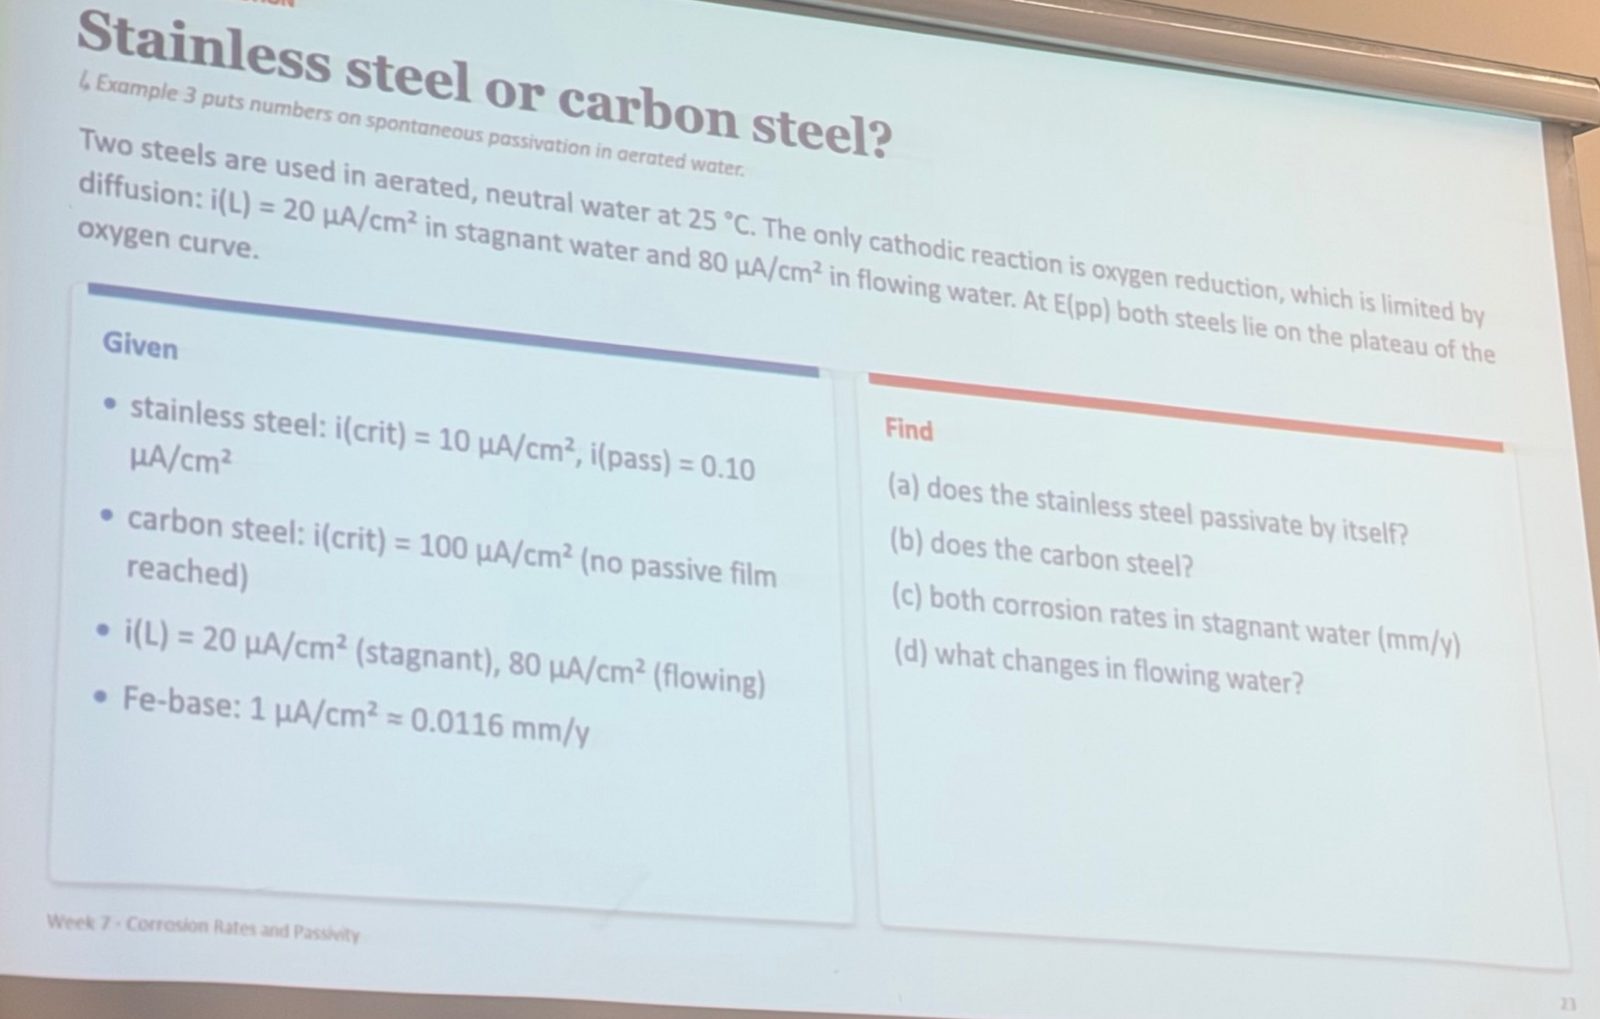 Stainless steel or carbon steel?
↳ Example 3 puts numbers on spontaneous passivation in aerated water.
Two steels are used in aerated, neutral water at 25 °C. The only cathodic reaction is oxygen reduction, which is limited by
diffusion: i(L) = 20 µA/cm² in stagnant water and 80 µA/cm² in flowing water. At E(pp) both steels lie on the plateau of the
oxygen curve.
Given
• stainless steel: i(crit) = 10 µA/cm², i(pass) = 0.10
µA/cm²
• carbon steel: i(crit) = 100 µA/cm² (no passive film
reached)
• i(L) = 20 µA/cm² (stagnant), 80 µA/cm² (flowing)
• Fe-base: 1 µA/cm² ≈ 0.0116 mm/y
Find
(a) does the stainless steel passivate by itself?
(b) does the carbon steel?
(c) both corrosion rates in stagnant water (mm/y)
(d) what changes in flowing water?
Week 7 - Corrosion Rates and Passivity
23